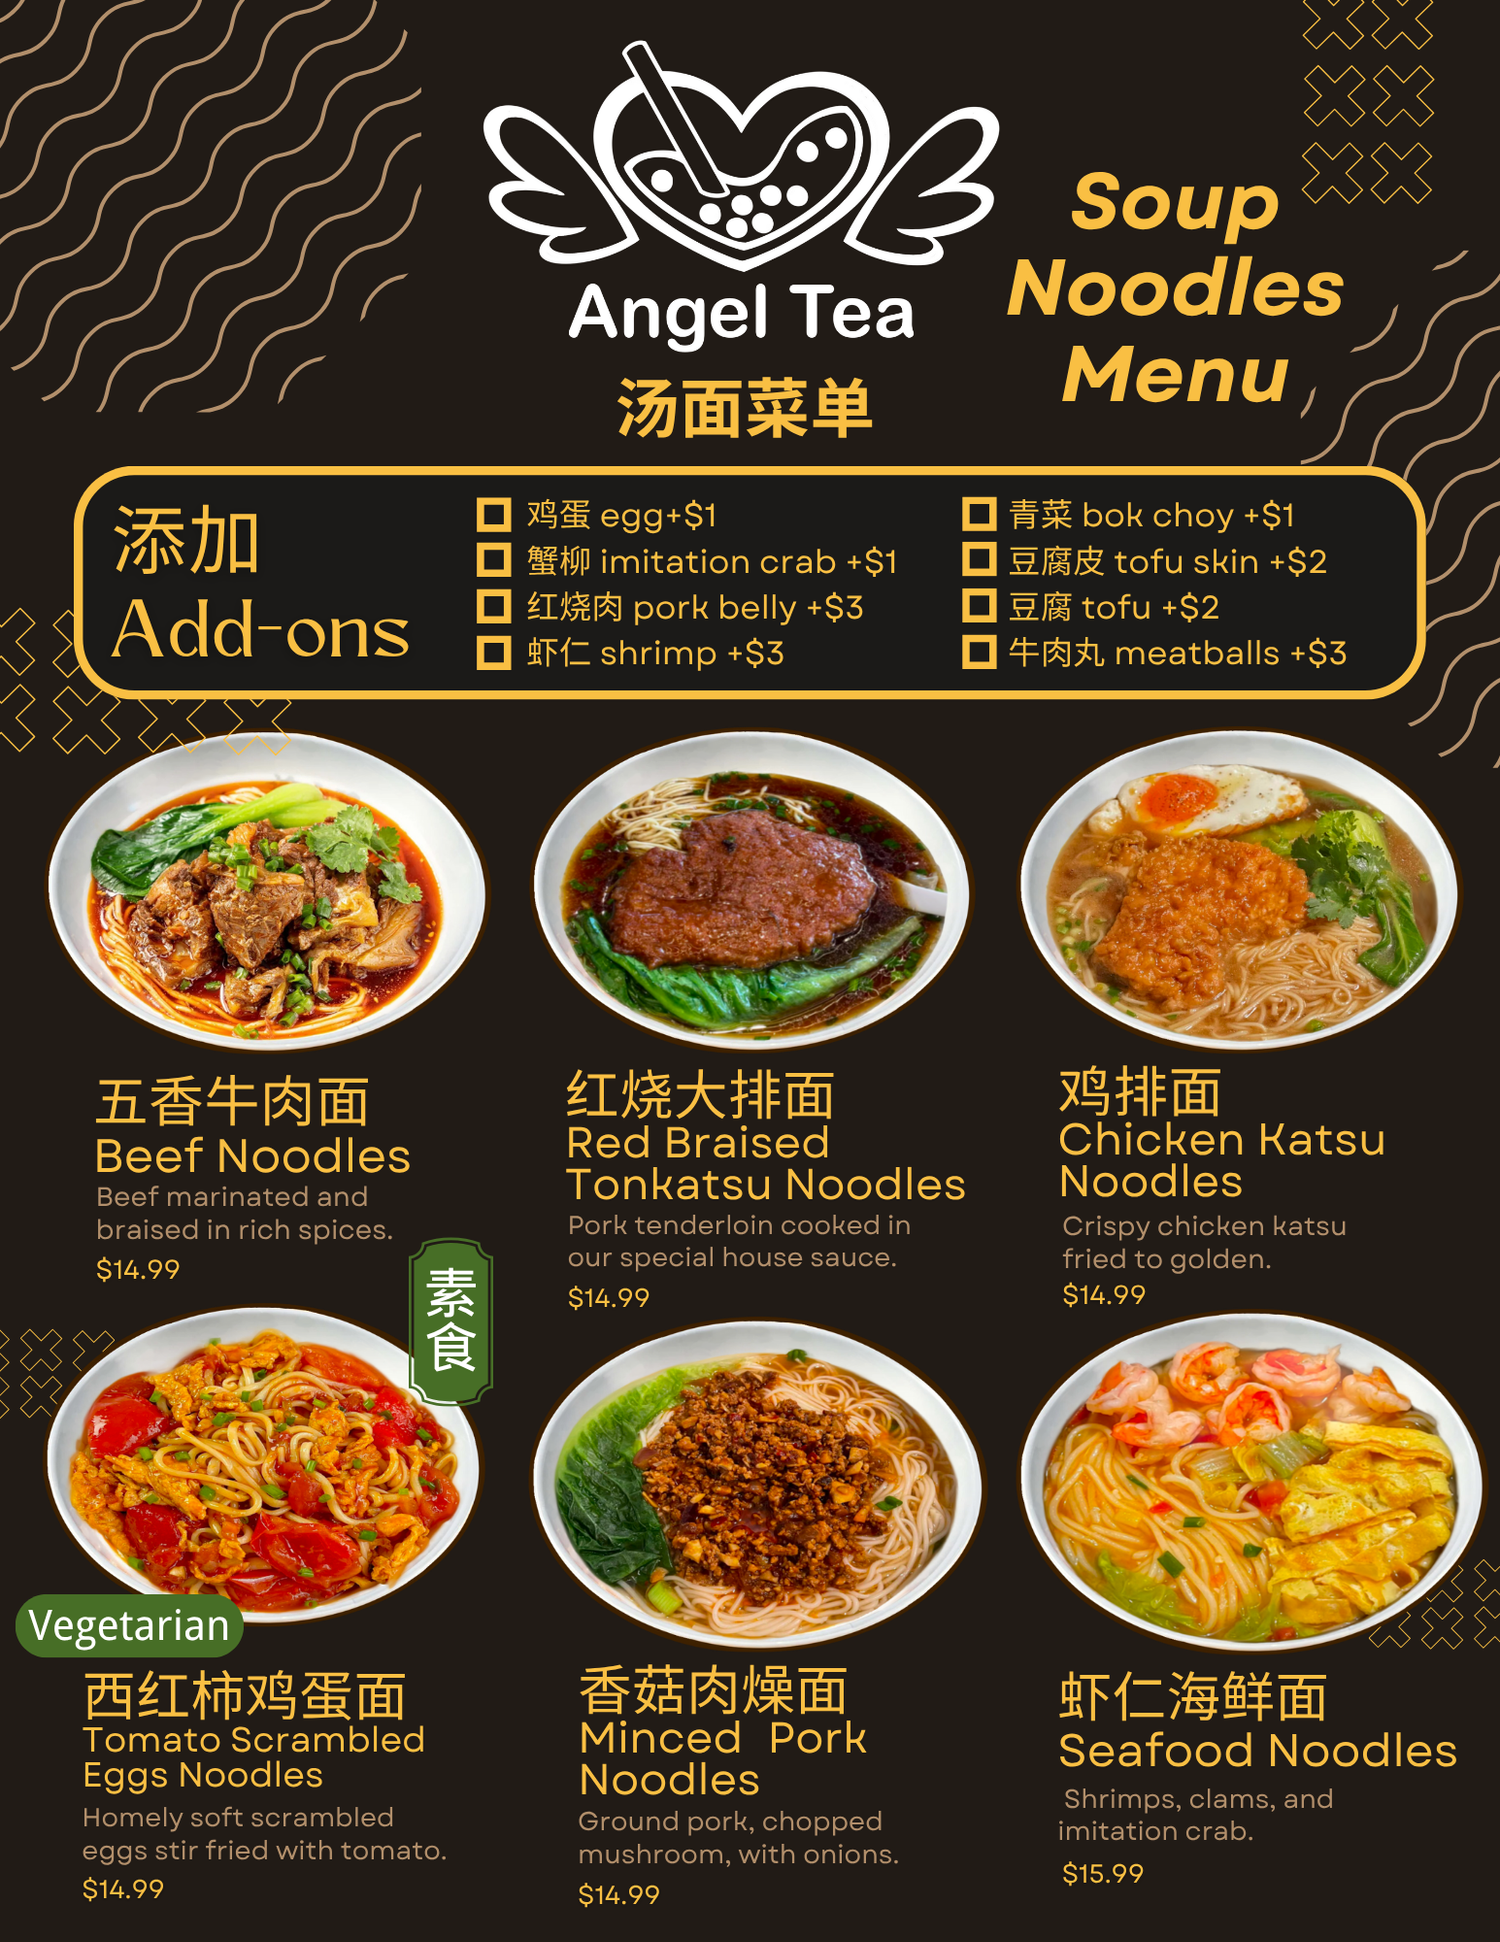 Angel Tea
汤面菜单
Soup
Noodles
Menu
添加
Add-ons
鸡蛋 egg+$1
蟹柳 imitation crab +$1
红烧肉 pork belly +$3
虾仁 shrimp +$3
青菜 bok choy +$1
豆腐皮 tofu skin +$2
豆腐 tofu +$2
牛肉丸 meatballs +$3
五香牛肉面
Beef Noodles
Beef marinated and
braised in rich spices.
$14.99
红烧大排面
Red Braised
Tonkatsu Noodles
Pork tenderloin cooked in
our special house sauce.
$14.99
鸡排面
Chicken Katsu
Noodles
Crispy chicken katsu
fried to golden.
$14.99
素
食
Vegetarian
西红柿鸡蛋面
Tomato Scrambled
Eggs Noodles
Homely soft scrambled
eggs stir fried with tomato.
$14.99
香菇肉燥面
Minced Pork
Noodles
Ground pork, chopped
mushroom, with onions.
$14.99
虾仁海鲜面
Seafood Noodles
Shrimps, clams, and
imitation crab.
$15.99